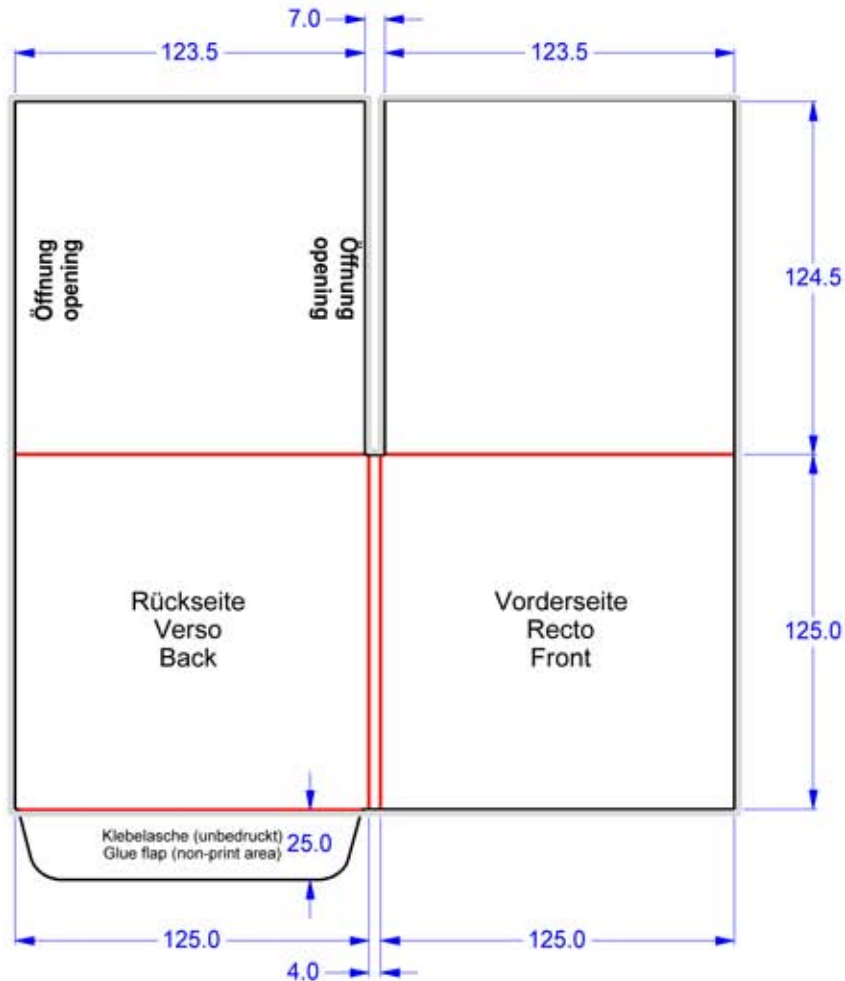 7.0
123.5
123.5
Öffnung
opening
Öffnung
opening
124.5
Rückseite
Verso
Back
Vorderseite
Recto
Front
125.0
Klebelasche (unbedruckt)
Glue flap (non-print area)
25.0
125.0
125.0
4.0